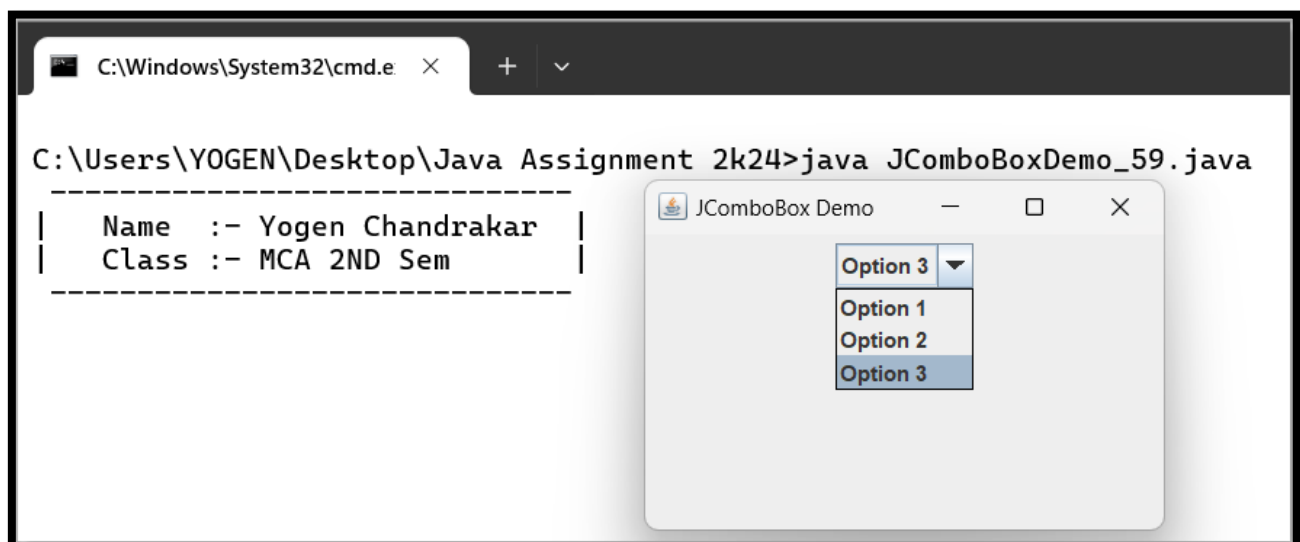 C:\Windows\System32\cmd.e
C:\Users\YOGEN\Desktop\Java Assignment 2k24>java JComboBoxDemo_59.java
------------------------------
|   Name  :- Yogen Chandrakar  |
|   Class :- MCA 2ND Sem       |
------------------------------
JComboBox Demo
Option 3
Option 1
Option 2
Option 3